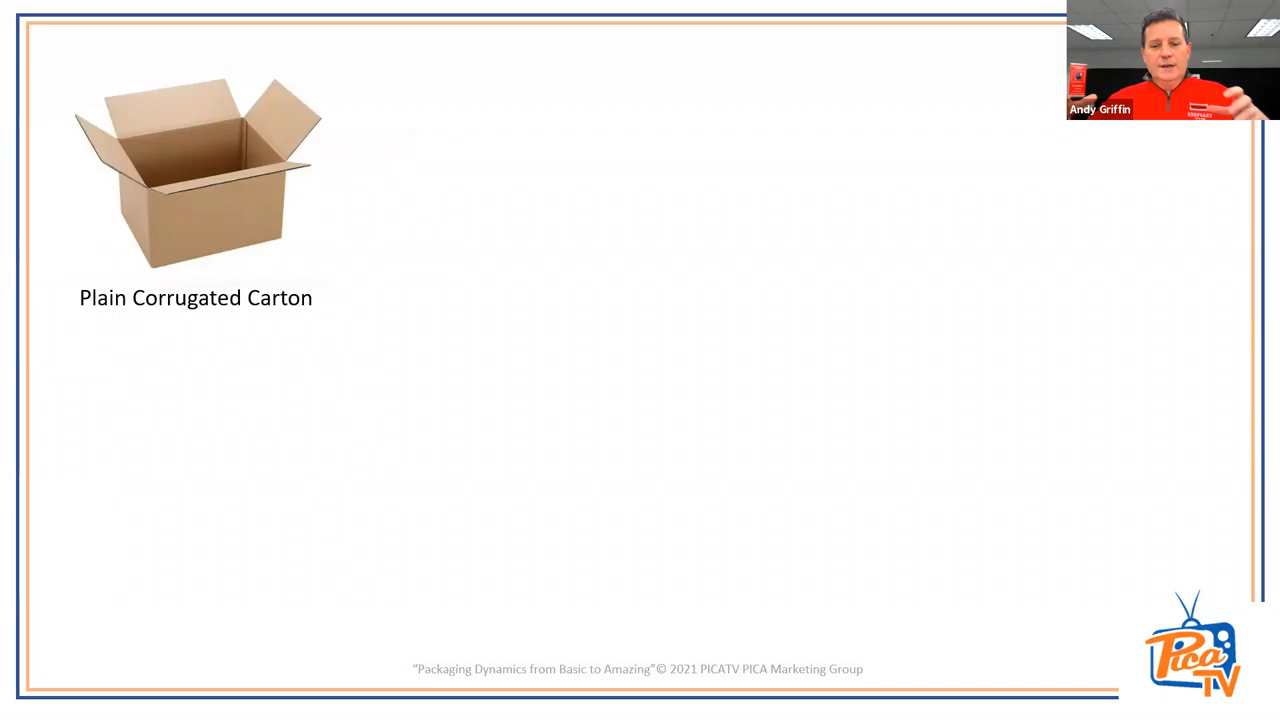 Andy Griffin
Plain Corrugated Carton
"Packaging Dynamics from Basic to Amazing"© 2021 PICATV PICA Marketing Group
Pica
TV